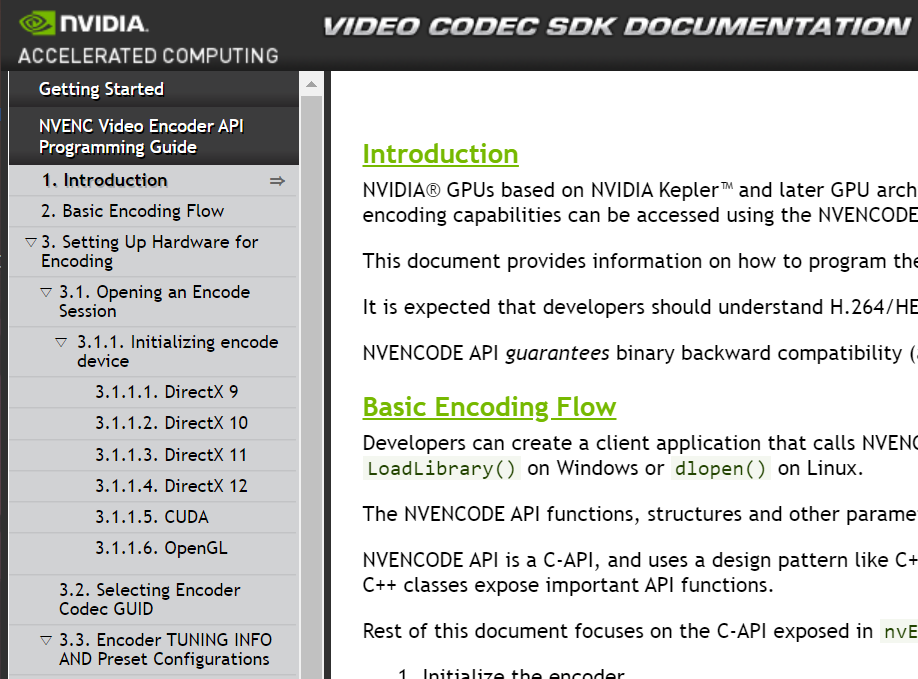 NVIDIA.
ACCELERATED COMPUTING
VIDEO CODEC SDK DOCUMENTATION
Getting Started
NVENC Video Encoder API
Programming Guide
1. Introduction
2. Basic Encoding Flow
3. Setting Up Hardware for
Encoding
3.1. Opening an Encode
Session
3.1.1. Initializing encode
device
3.1.1.1. DirectX 9
3.1.1.2. DirectX 10
3.1.1.3. DirectX 11
3.1.1.4. DirectX 12
3.1.1.5. CUDA
3.1.1.6. OpenGL
3.2. Selecting Encoder
Codec GUID
3.3. Encoder TUNING INFO
AND Preset Configurations
Introduction
NVIDIA® GPUs based on NVIDIA Kepler™ and later GPU arch
encoding capabilities can be accessed using the NVENCODE
This document provides information on how to program the
It is expected that developers should understand H.264/HE
NVENCODE API guarantees binary backward compatibility (
Basic Encoding Flow
Developers can create a client application that calls NVENC
LoadLibrary() on Windows or dlopen() on Linux.
The NVENCODE API functions, structures and other parame
NVENCODE API is a C-API, and uses a design pattern like C+
C++ classes expose important API functions.
Rest of this document focuses on the C-API exposed in nvE
1. Initialize the encoder